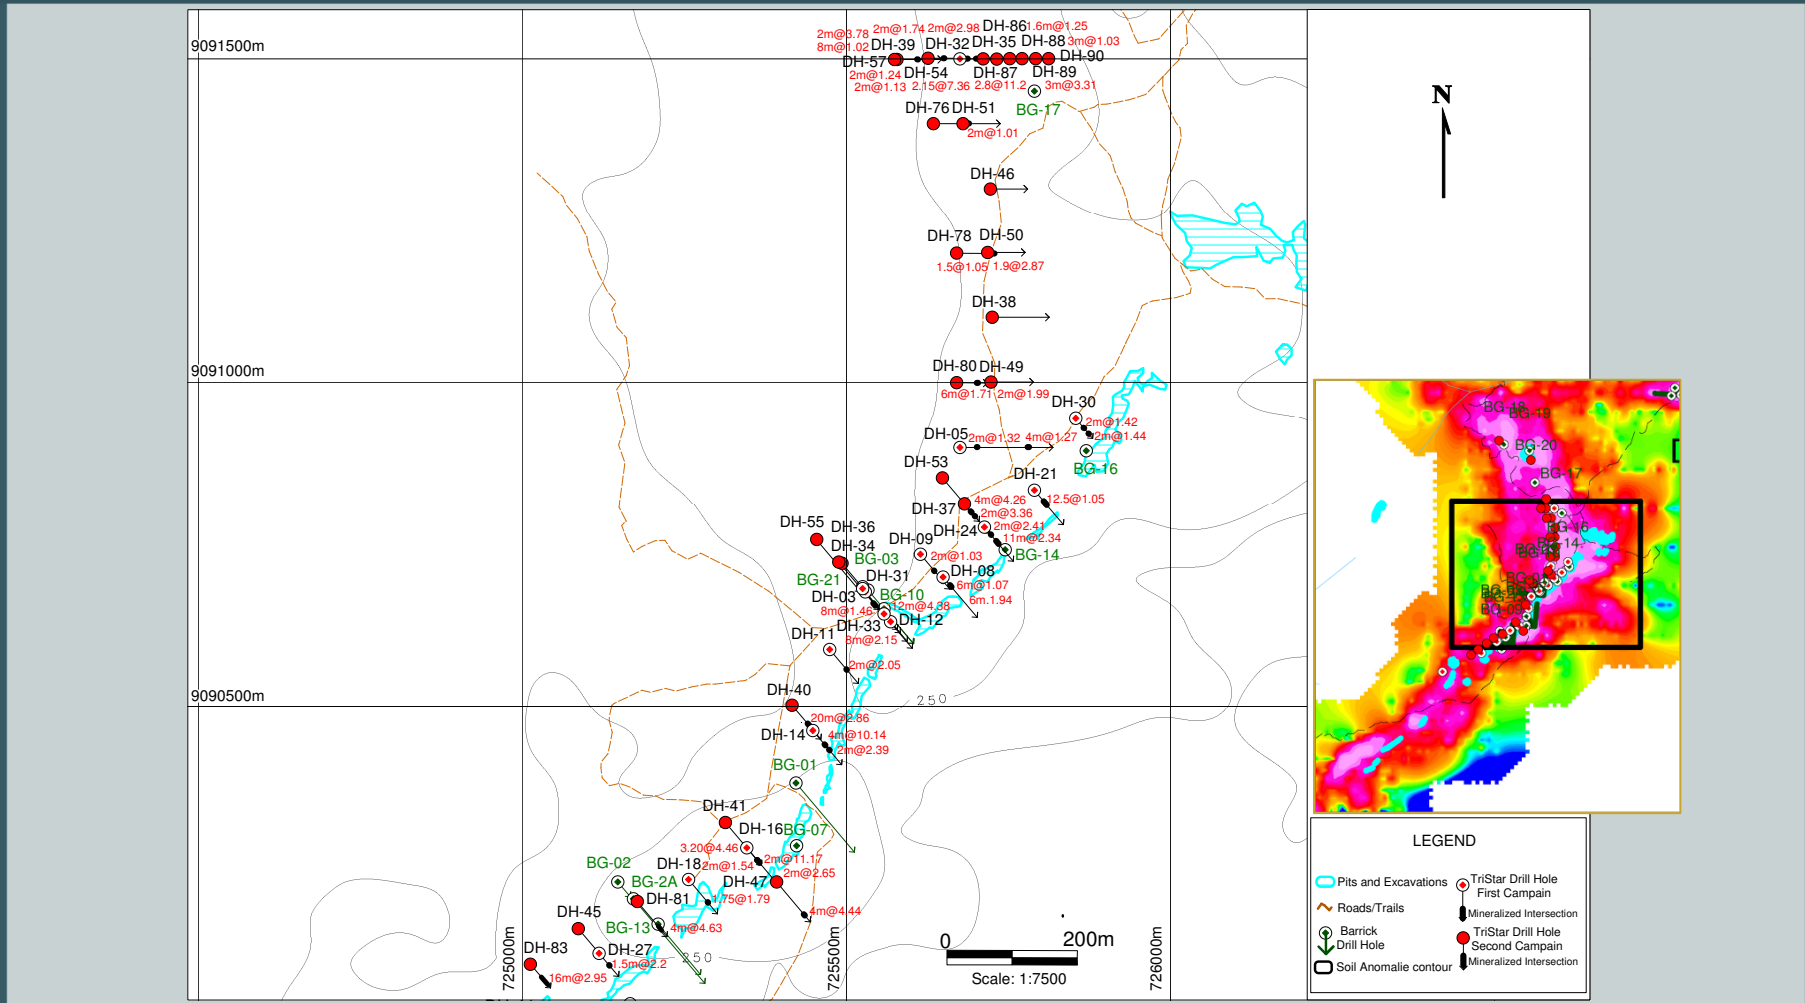 9091500m
2m@3.78
2m@1.74
2m@2.98
DH-86
1.6m@1.25
8m@1.02
DH-39
DH-32
DH-35
DH-88
3m@1.03
DH-57
DH-90
2m@1.24
DH-54
DH-87
DH-89
2m@1.13
2.15@7.36
2.8@11.2
3m@3.31
BG-17
DH-76
DH-51
2m@1.01
N
DH-46
DH-78
DH-50
1.5@1.05
1.9@2.87
DH-38
9091000m
DH-80
DH-49
6m@1.71
2m@1.99
DH-30
2m@1.42
2m@1.44
DH-05
2m@1.32
4m@1.27
BG-16
DH-53
DH-21
12.5@1.05
DH-37
4m@4.26
2m@3.36
DH-24
2m@2.41
11m@2.34
BG-14
DH-55
DH-36
DH-34
BG-03
DH-09
2m@1.03
DH-08
6m@1.07
6m.1.94
BG-21
DH-31
DH-03
BG-10
12m@4.38
8m@1.46
DH-33
DH-12
8m@2.15
DH-11
2m@2.05
9090500m
DH-40
250
20m@2.86
DH-14
4m@10.14
2m@2.39
BG-01
DH-41
DH-16
BG-07
3.20@4.46
2m@11.17
2m@1.54
2m@2.65
DH-18
DH-47
1.75@1.79
4m@4.44
BG-02
BG-2A
DH-81
BG-13
4m@4.63
DH-45
DH-27
1.5m@2.2
DH-83
16m@2.95
250
725000m
725500m
726000m
0
200m
Scale: 1:7500
BG-18
BG-19
BG-20
BG-17
BG-16
BG-14
BG-09
LEGEND
Pits and Excavations
Roads/Trails
Barrick
Drill Hole
Soil Anomalie contour
TriStar Drill Hole
First Campain
Mineralized Intersection
TriStar Drill Hole
Second Campain
Mineralized Intersection